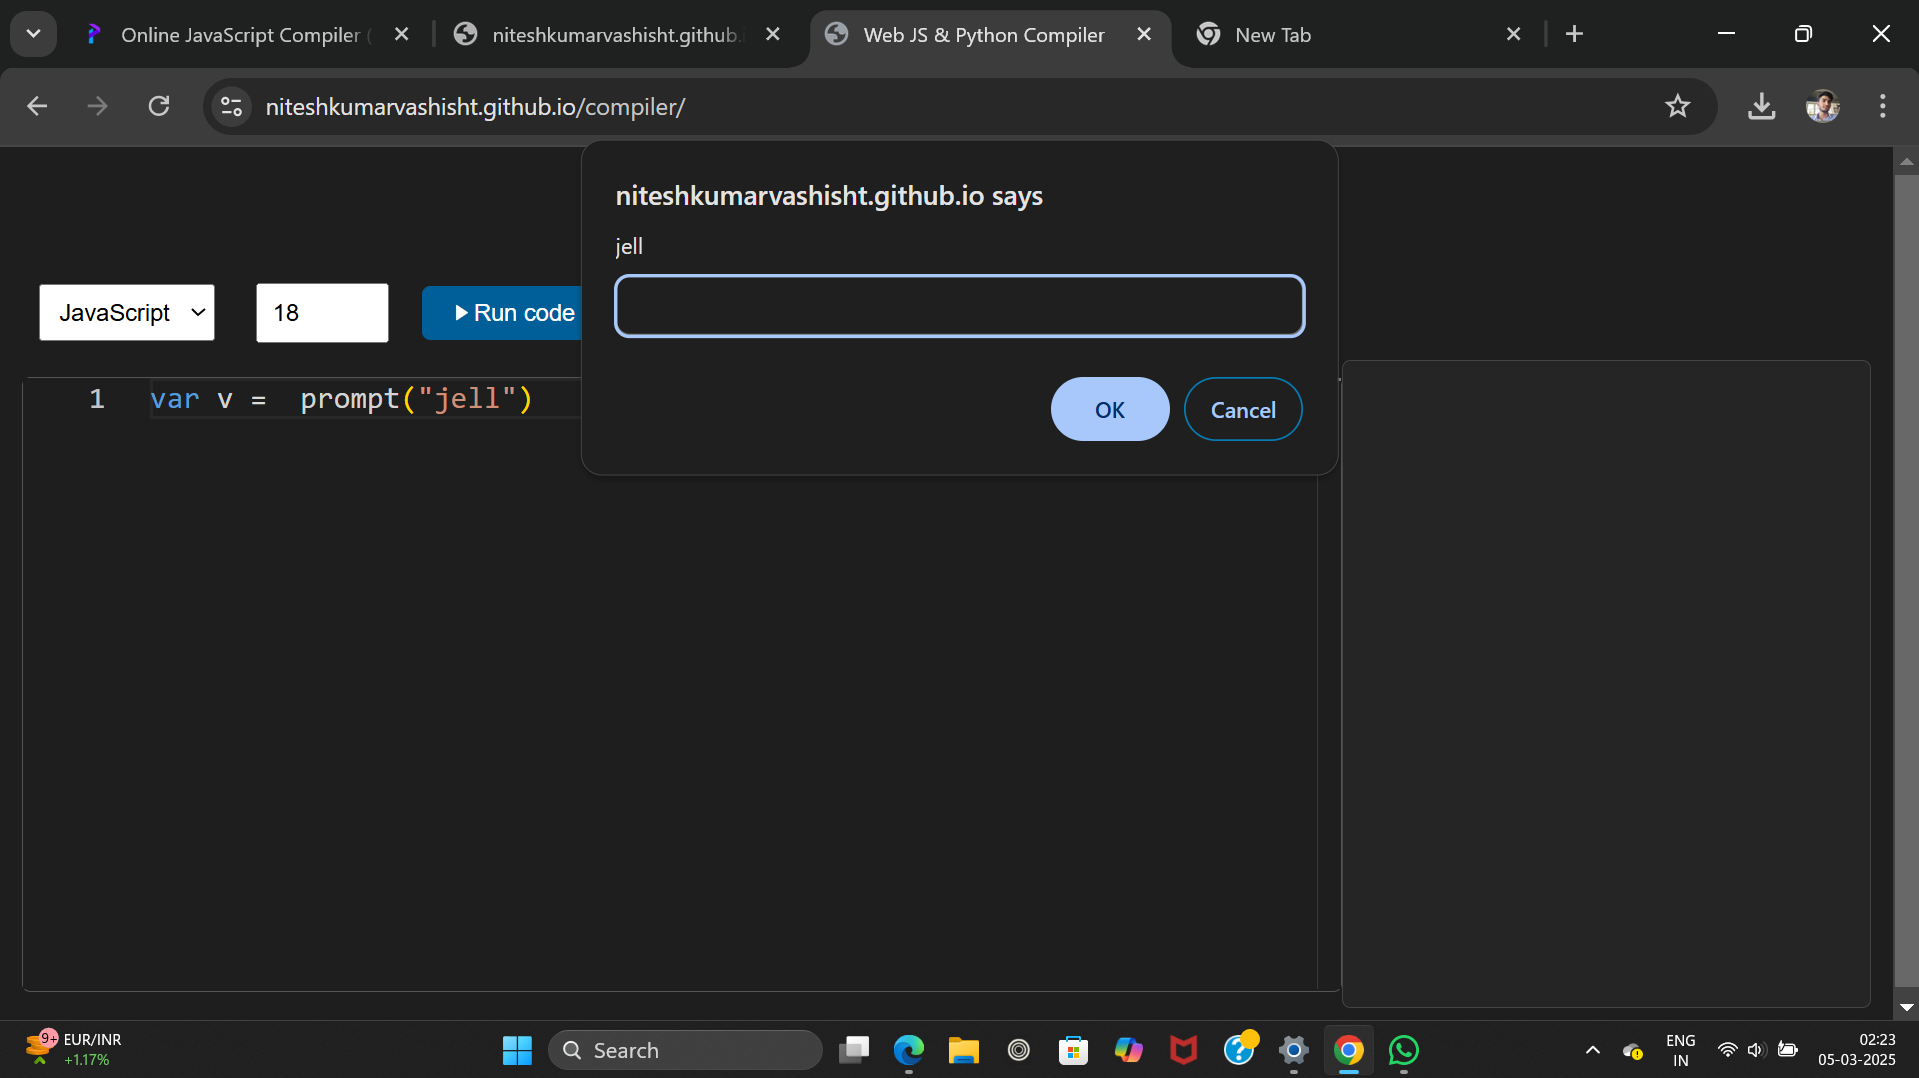 Online JavaScript Compiler (
niteshkumarvashisht.github.i
Web JS & Python Compiler
New Tab
niteshkumarvashisht.github.io/compiler/
niteshkumarvashisht.github.io says
jell
JavaScript
18
Run code
OK
Cancel
1 var v =  prompt("jell")
9+
EUR/INR
+1.17%
Search
ENG
IN
02:23
05-03-2025